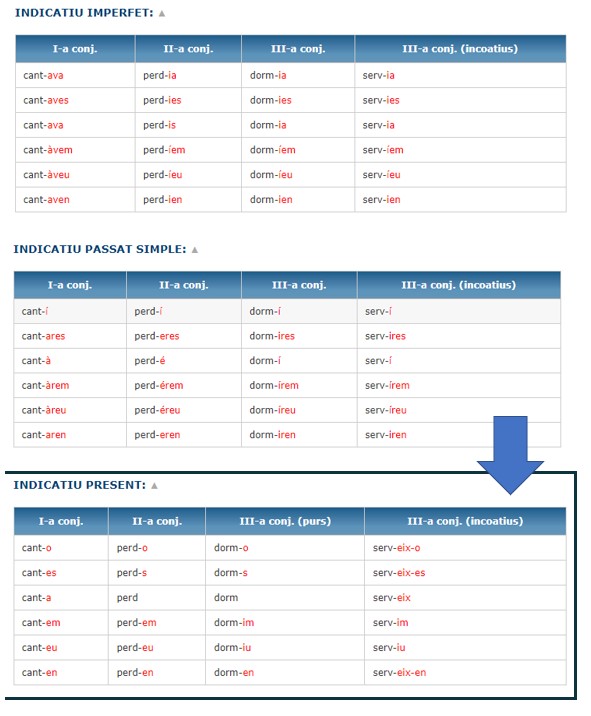 INDICATIU IMPERFET: ▲
I-a conj. II-a conj. III-a conj. III-a conj. (incoatius)
cant-ava perd-ia dorm-ia serv-ia
cant-aves perd-ies dorm-ies serv-ies
cant-ava perd-is dorm-ia serv-ia
cant-àvem perd-íem dorm-íem serv-íem
cant-àveu perd-íeu dorm-íeu serv-íeu
cant-aven perd-ien dorm-ien serv-ien
INDICATIU PASSAT SIMPLE: ▲
I-a conj. II-a conj. III-a conj. III-a conj. (incoatius)
cant-í perd-í dorm-í serv-í
cant-ares perd-eres dorm-ires serv-ires
cant-à perd-é dorm-í serv-í
cant-àrem perd-érem dorm-írem serv-írem
cant-àreu perd-éreu dorm-íreu serv-íreu
cant-aren perd-eren dorm-iren serv-iren
INDICATIU PRESENT: ▲
I-a conj. II-a conj. III-a conj. (purs) III-a conj. (incoatius)
cant-o perd-o dorm-o serv-eix-o
cant-es perd-s dorm-s serv-eix-es
cant-a perd dorm serv-eix
cant-em perd-em dorm-im serv-im
cant-eu perd-eu dorm-iu serv-iu
cant-en perd-en dorm-en serv-eix-en